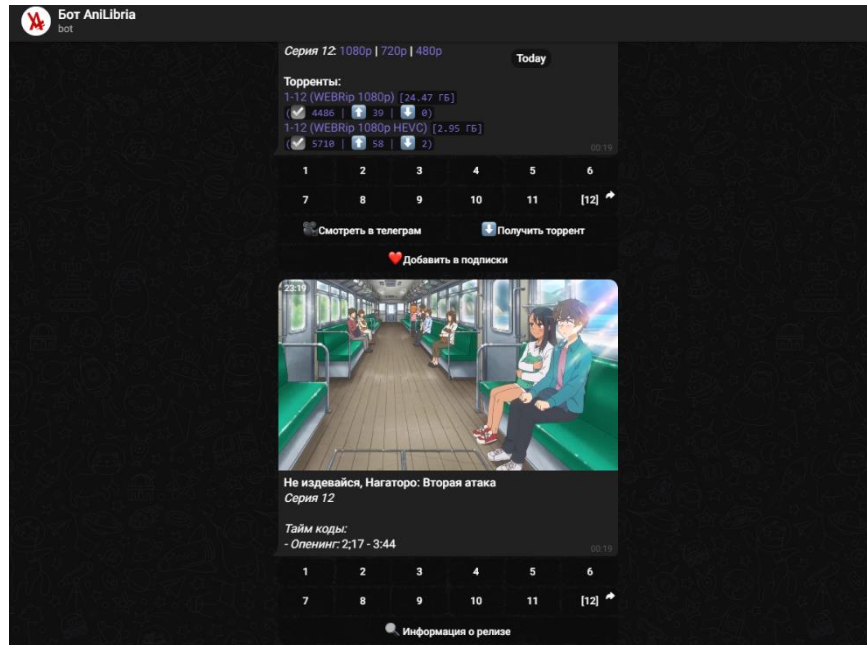 Бот AniLibria
bot
Серия 12: 1080p | 720p | 480p
Today
Торренты:
1-12 (WEBRip 1080p) [24.47 ГБ]
(✅ 4486 | ⬆️ 39 | ⬇️ 0)
1-12 (WEBRip 1080p HEVC) [2.95 ГБ]
(✅ 5710 | ⬆️ 58 | ⬇️ 2)
00:19
1 2 3 4 5 6
7 8 9 10 11 [12]
Смотреть в телеграм
Получить торрент
Добавить в подписки
23:19
Не издевайся, Нагаторо: Вторая атака
Серия 12
Тайм коды:
- Опенинг: 2;17 - 3:44
00:19
1 2 3 4 5 6
7 8 9 10 11 [12]
Информация о релизе